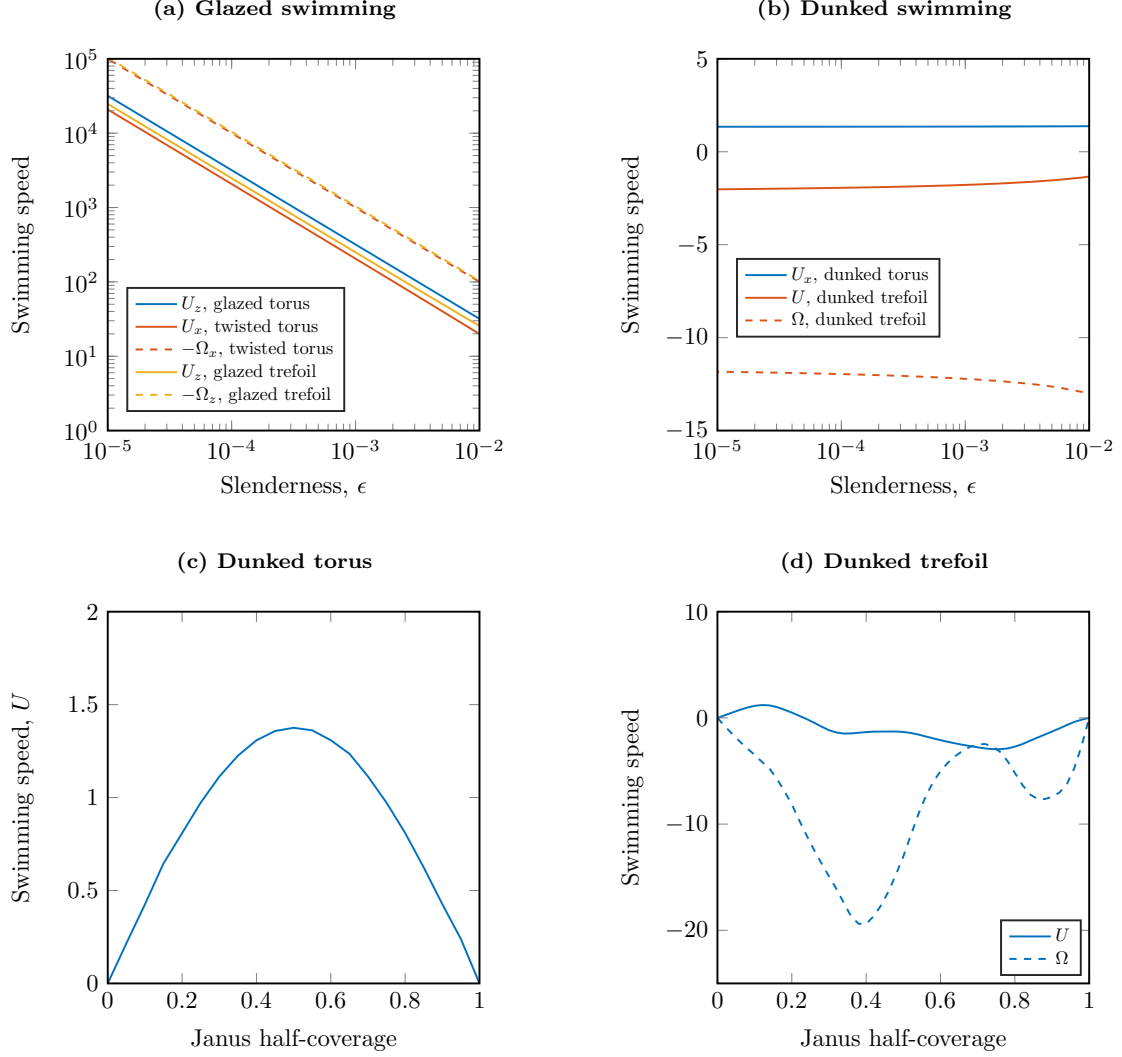 (a) Glazed swimming
10^5
10^4
10^3
10^2
10^1
10^0
Swimming speed
U_z, glazed torus
U_x, twisted torus
−Ω_x, twisted torus
U_z, glazed trefoil
−Ω_z, glazed trefoil
10^−5 10^−4 10^−3 10^−2
Slenderness, ϵ
(b) Dunked swimming
5
0
−5
−10
−15
Swimming speed
U_x, dunked torus
U, dunked trefoil
Ω, dunked trefoil
10^−5 10^−4 10^−3 10^−2
Slenderness, ϵ
(c) Dunked torus
2
1.5
1
0.5
0
Swimming speed, U
0 0.2 0.4 0.6 0.8 1
Janus half-coverage
(d) Dunked trefoil
10
0
−10
−20
Swimming speed
U
Ω
0 0.2 0.4 0.6 0.8 1
Janus half-coverage